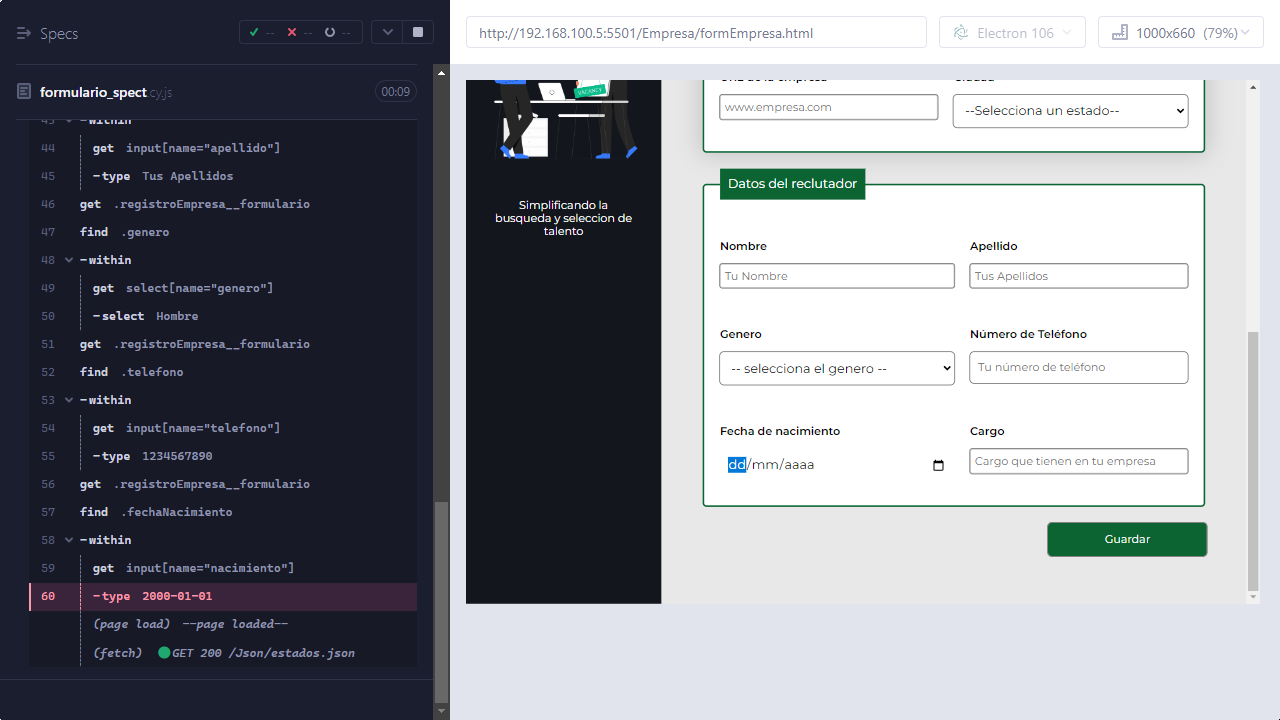 Specs
-- -- --
formulario_spect.cy.js
00:09
43 -within
44 get input[name="apellido"]
45 -type Tus Apellidos
46 get .registroEmpresa__formulario
47 find .genero
48 -within
49 get select[name="genero"]
50 -select Hombre
51 get .registroEmpresa__formulario
52 find .telefono
53 -within
54 get input[name="telefono"]
55 -type 1234567890
56 get .registroEmpresa__formulario
57 find .fechaNacimiento
58 -within
59 get input[name="nacimiento"]
60 -type 2000-01-01
(page load) --page loaded--
(fetch) GET 200 /Json/estados.json
http://192.168.100.5:5501/Empresa/formEmpresa.html
Electron 106
1000x660 (79%)
VACANCY
Simplificando la
busqueda y seleccion de
talento
www.empresa.com
--Selecciona un estado--
Datos del reclutador
Nombre
Apellido
Tu Nombre
Tus Apellidos
Genero
Número de Teléfono
-- selecciona el genero --
Tu número de teléfono
Fecha de nacimiento
Cargo
dd/mm/aaaa
Cargo que tienen en tu empresa
Guardar